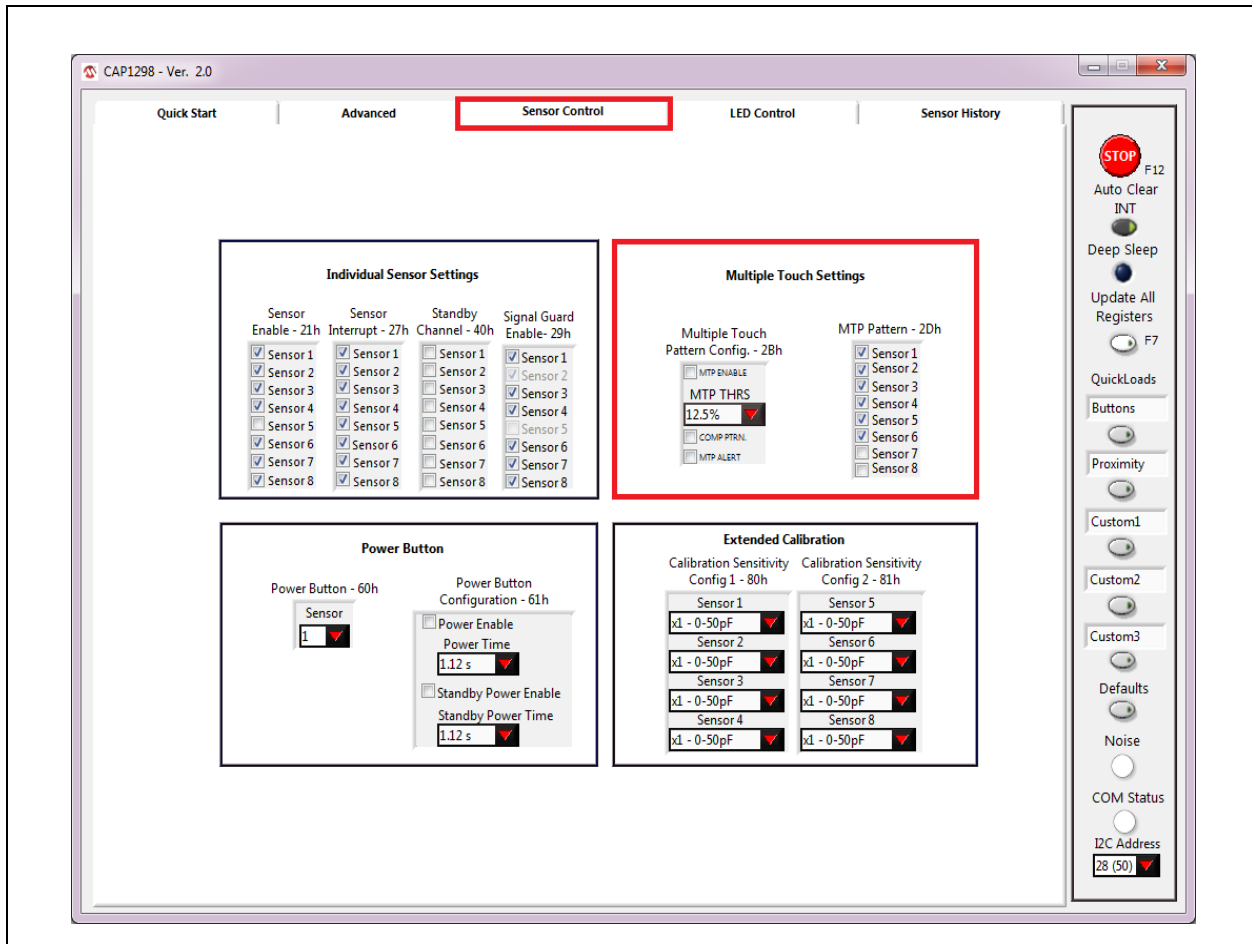 CAP1298 - Ver. 2.0
Quick Start
Advanced
Sensor Control
LED Control
Sensor History
Individual Sensor Settings
Sensor
Enable - 21h
Sensor 1
Sensor 2
Sensor 3
Sensor 4
Sensor 5
Sensor 6
Sensor 7
Sensor 8
Sensor
Interrupt - 27h
Sensor 1
Sensor 2
Sensor 3
Sensor 4
Sensor 5
Sensor 6
Sensor 7
Sensor 8
Standby
Channel - 40h
Sensor 1
Sensor 2
Sensor 3
Sensor 4
Sensor 5
Sensor 6
Sensor 7
Sensor 8
Signal Guard
Enable- 29h
Sensor 1
Sensor 2
Sensor 3
Sensor 4
Sensor 5
Sensor 6
Sensor 7
Sensor 8
Multiple Touch Settings
Multiple Touch
Pattern Config. - 2Bh
MTP ENABLE
MTP THRS
12.5%
COMP PTRN.
MTP ALERT
MTP Pattern - 2Dh
Sensor 1
Sensor 2
Sensor 3
Sensor 4
Sensor 5
Sensor 6
Sensor 7
Sensor 8
Power Button
Power Button - 60h
Sensor
1
Power Button
Configuration - 61h
Power Enable
Power Time
1.12 s
Standby Power Enable
Standby Power Time
1.12 s
Extended Calibration
Calibration Sensitivity
Config 1 - 80h
Sensor 1
x1 - 0-50pF
Sensor 2
x1 - 0-50pF
Sensor 3
x1 - 0-50pF
Sensor 4
x1 - 0-50pF
Calibration Sensitivity
Config 2 - 81h
Sensor 5
x1 - 0-50pF
Sensor 6
x1 - 0-50pF
Sensor 7
x1 - 0-50pF
Sensor 8
x1 - 0-50pF
STOP
F12
Auto Clear
INT
Deep Sleep
Update All
Registers
F7
QuickLoads
Buttons
Proximity
Custom1
Custom2
Custom3
Defaults
Noise
COM Status
I2C Address
28 (50)